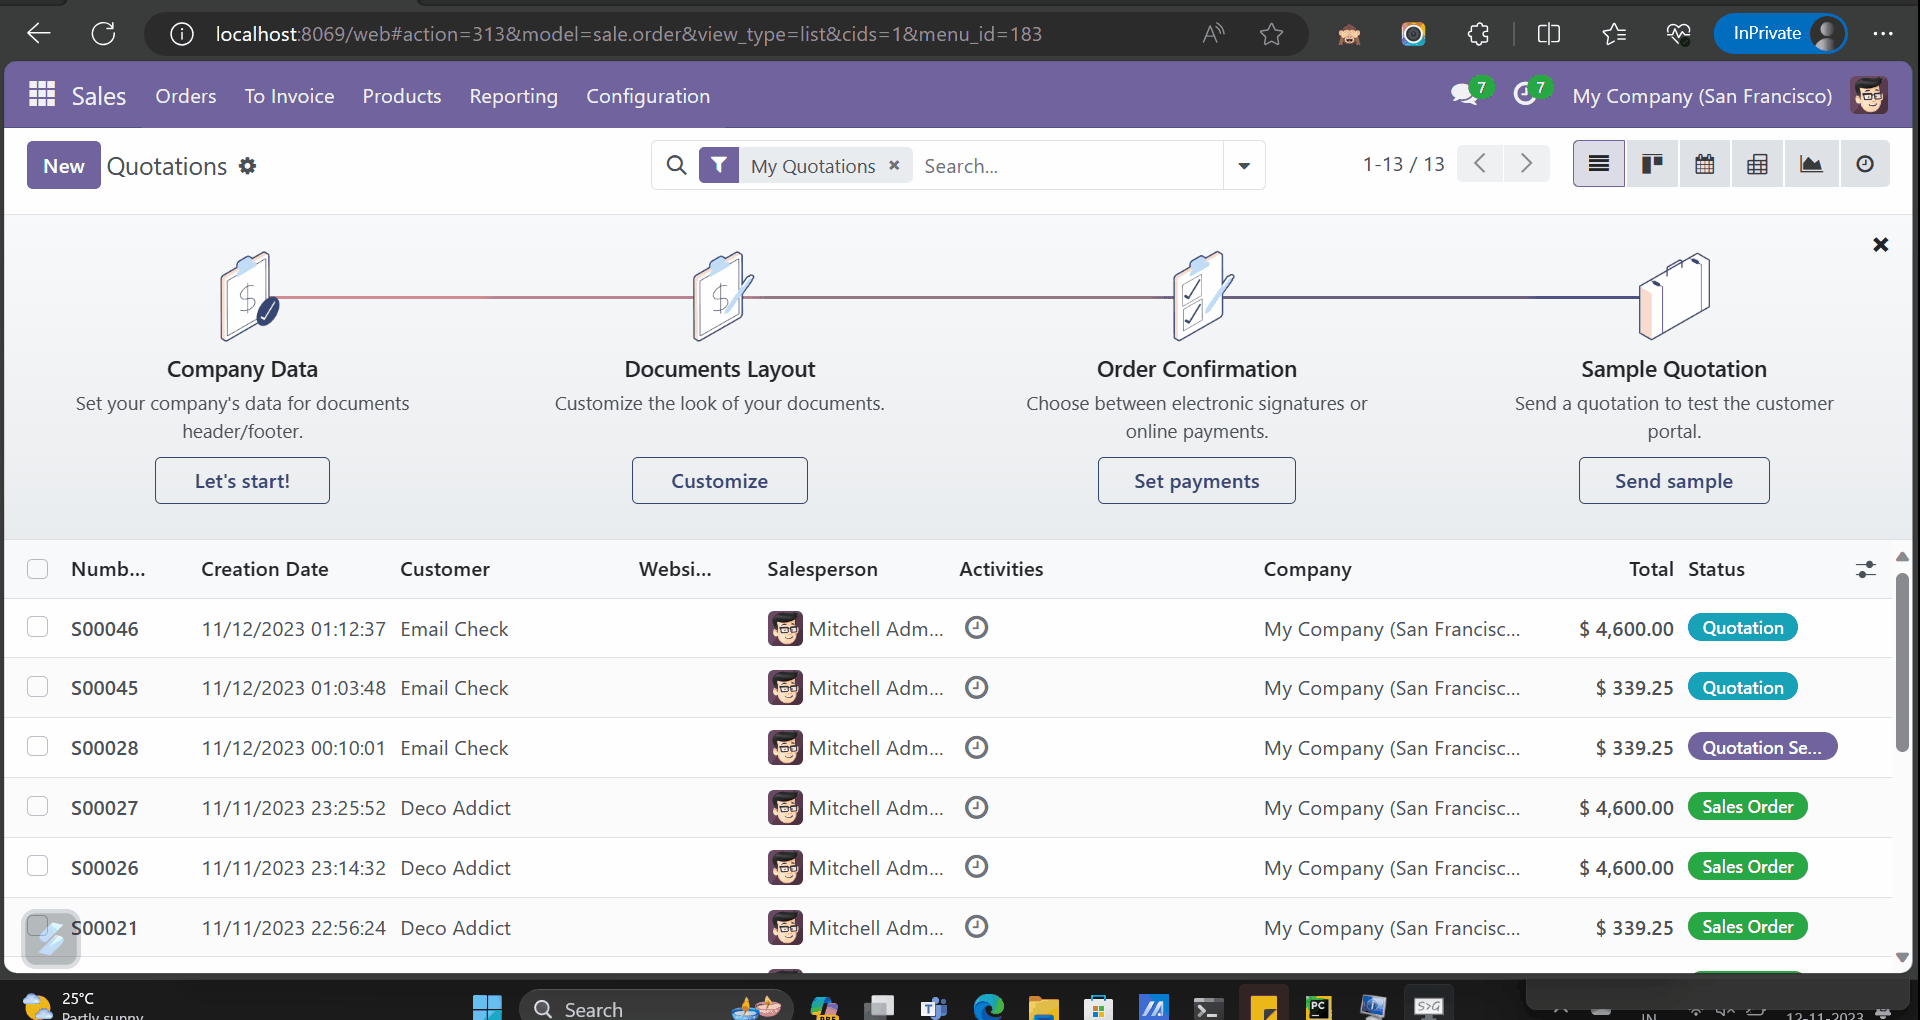 localhost:8069/web#action=313&model=sale.order&view_type=list&cids=1&menu_id=183
InPrivate
Sales Orders To Invoice Products Reporting Configuration 7 7 My Company (San Francisco)
New Quotations My Quotations Search... 1-13 / 13
Company Data
Set your company's data for documents
header/footer.
Let's start!
Documents Layout
Customize the look of your documents.
Customize
Order Confirmation
Choose between electronic signatures or
online payments.
Set payments
Sample Quotation
Send a quotation to test the customer
portal.
Send sample
Numb... Creation Date Customer Websi... Salesperson Activities Company Total Status
S00046 11/12/2023 01:12:37 Email Check Mitchell Adm... My Company (San Francisc... $ 4,600.00 Quotation
S00045 11/12/2023 01:03:48 Email Check Mitchell Adm... My Company (San Francisc... $ 339.25 Quotation
S00028 11/12/2023 00:10:01 Email Check Mitchell Adm... My Company (San Francisc... $ 339.25 Quotation Se...
S00027 11/11/2023 23:25:52 Deco Addict Mitchell Adm... My Company (San Francisc... $ 4,600.00 Sales Order
S00026 11/11/2023 23:14:32 Deco Addict Mitchell Adm... My Company (San Francisc... $ 4,600.00 Sales Order
S00021 11/11/2023 22:56:24 Deco Addict Mitchell Adm... My Company (San Francisc... $ 339.25 Sales Order
25°C
Partly sunny
Search
PRE
PC
S>G
IN
12-11-2023